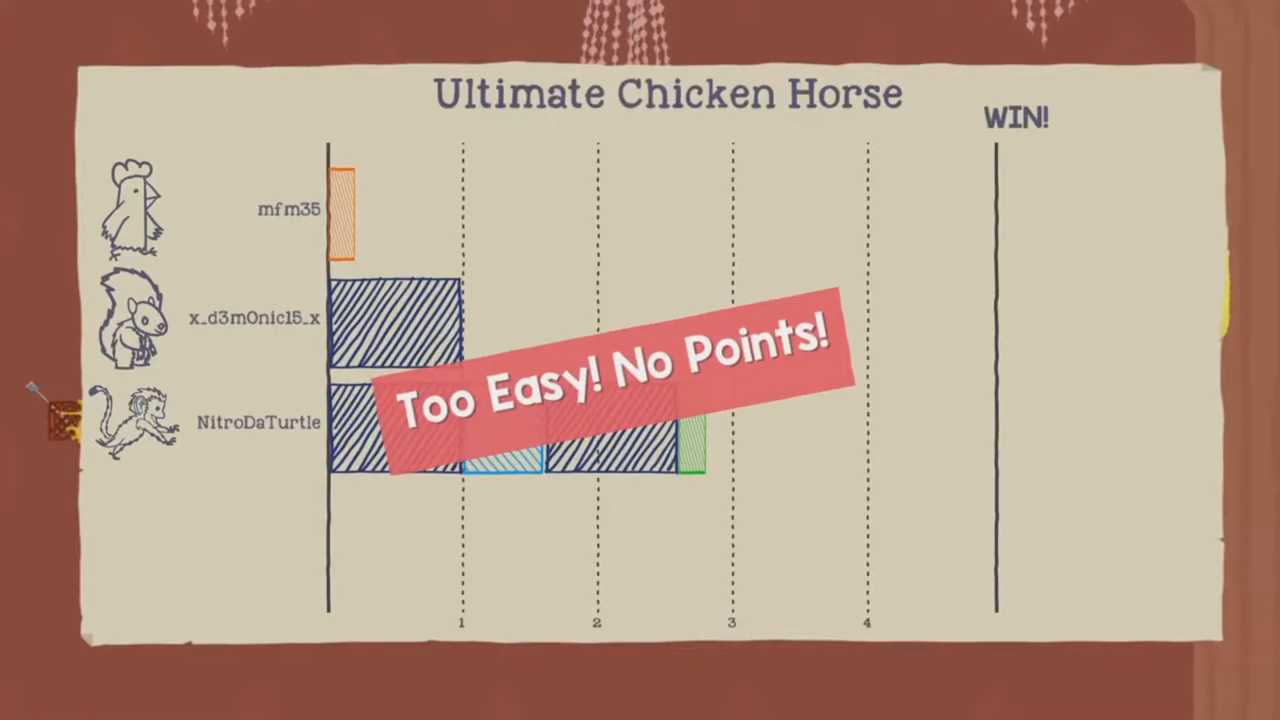 Ultimate Chicken Horse
WIN!
mfm35
x_d3m0nic15_x
Too Easy! No Points!
NitroDaTurtle
1 2 3 4